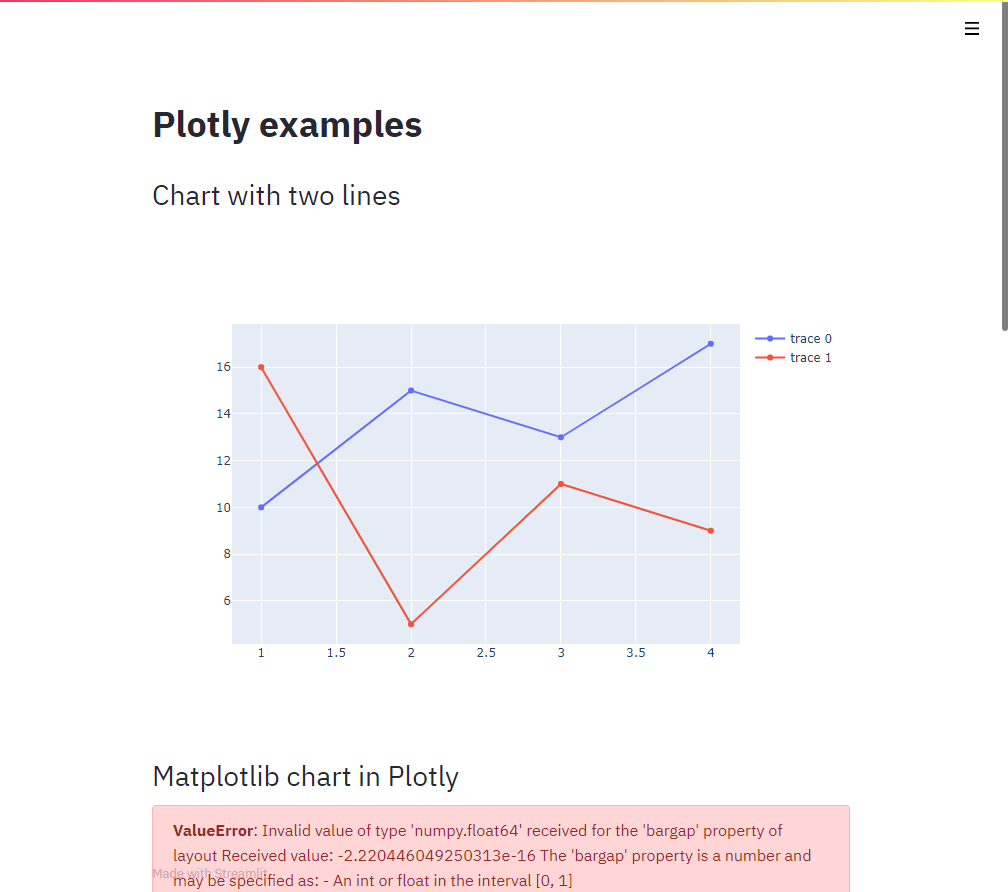 Plotly examples
Chart with two lines
trace 0
trace 1
16
14
12
10
8
6
1 1.5 2 2.5 3 3.5 4
Matplotlib chart in Plotly
ValueError: Invalid value of type 'numpy.float64' received for the 'bargap' property of
layout Received value: -2.220446049250313e-16 The 'bargap' property is a number and
may be specified as: - An int or float in the interval [0, 1]
Made with Streamlit